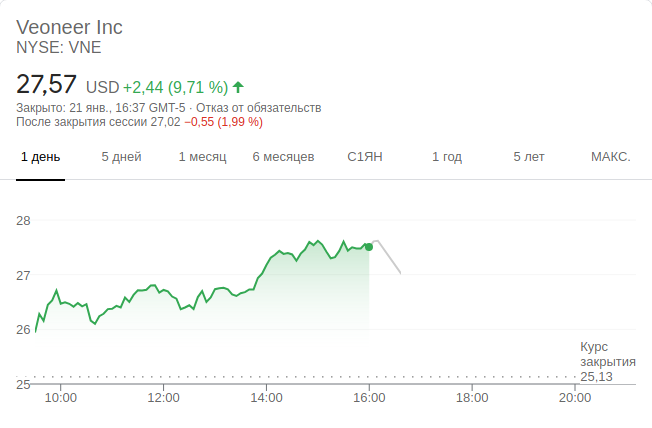 Veoneer Inc
NYSE: VNE
27,57 USD +2,44 (9,71 %)
Закрыто: 21 янв., 16:37 GMT-5 · Отказ от обязательств
После закрытия сессии 27,02 −0,55 (1,99 %)
1 день 5 дней 1 месяц 6 месяцев С1ЯН 1 год 5 лет МАКС.
28
27
26
Курс
закрытия
25,13
25
10:00 12:00 14:00 16:00 18:00 20:00